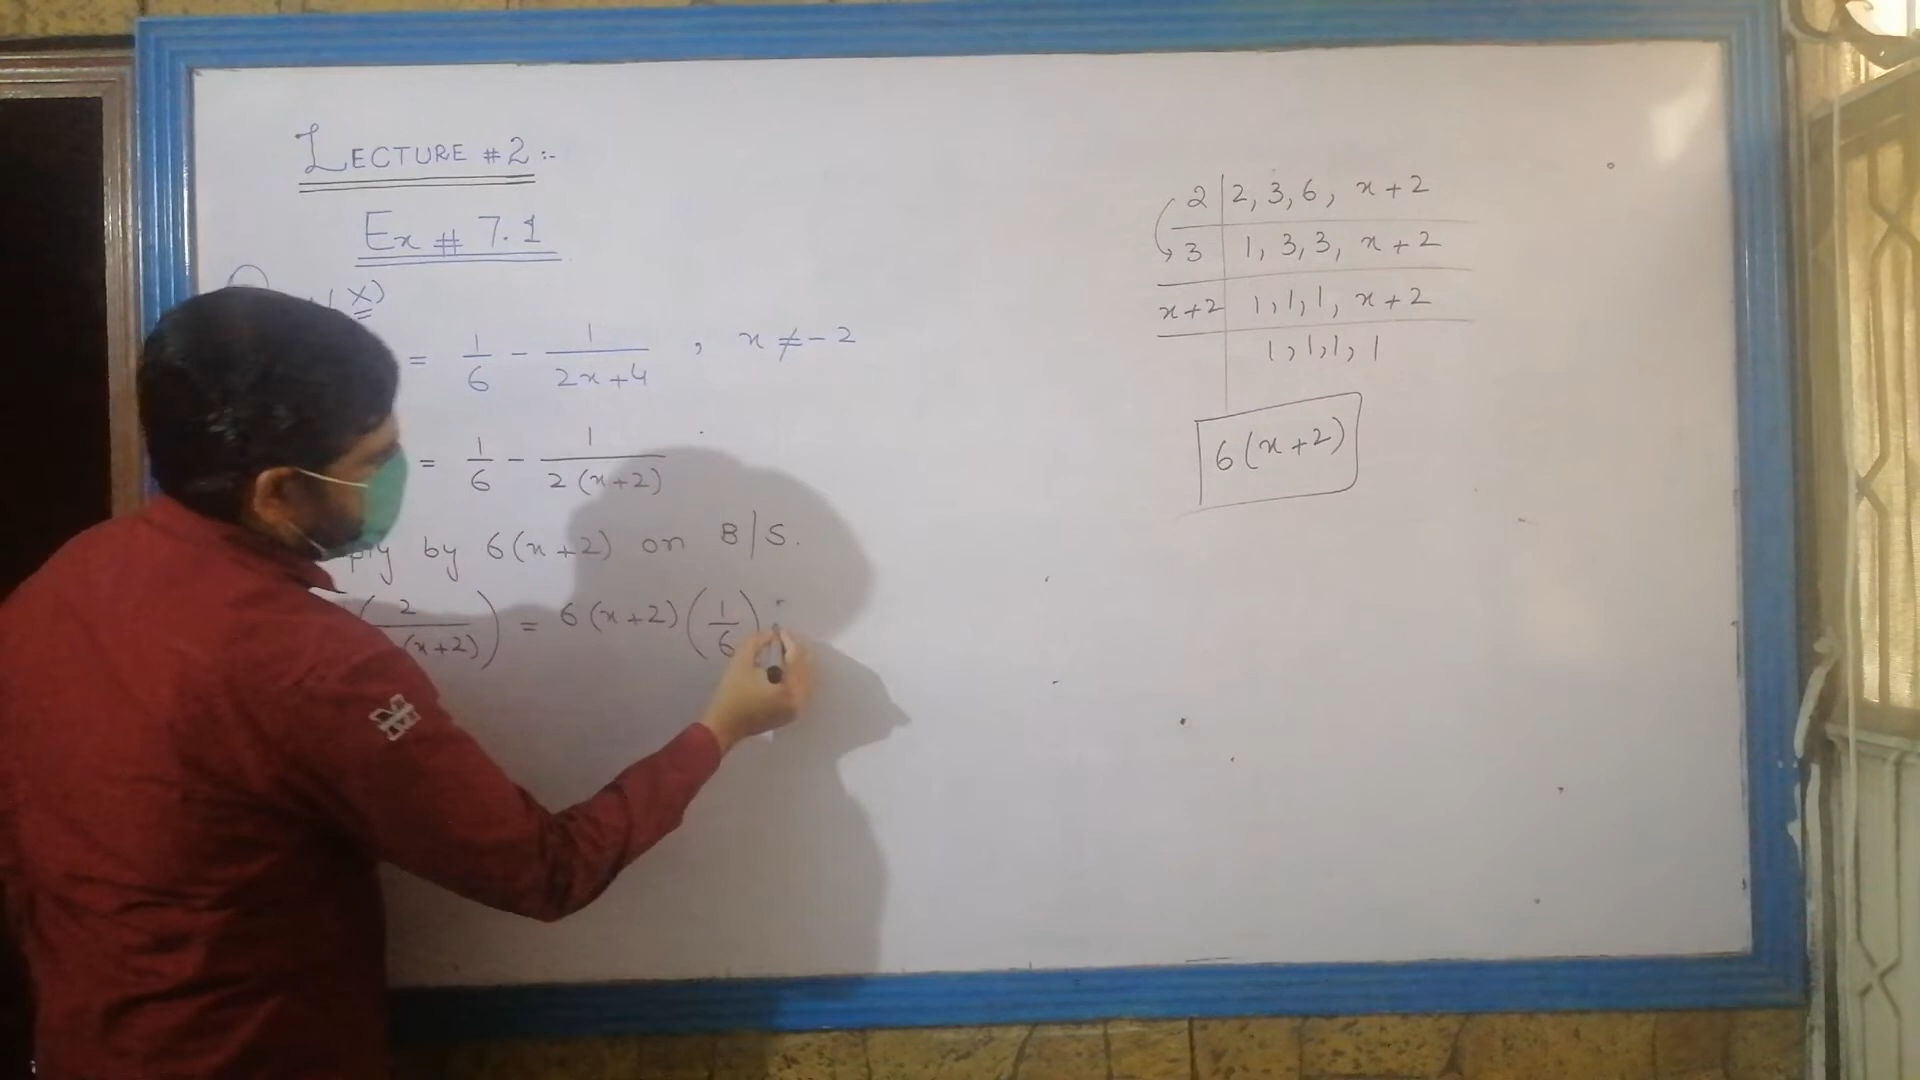 LECTURE #2 :-
Ex # 7.1
x)
= 1/6 - 1/(2x+4) , x ≠ -2
= 1/6 - 1/(2(x+2))
by 6(x+2) on B/S.
(2/(x+2)) = 6(x+2)(1/6)
2 | 2, 3, 6, x+2
3 | 1, 3, 3, x+2
x+2 | 1, 1, 1, x+2
1, 1, 1, 1
6(x+2)